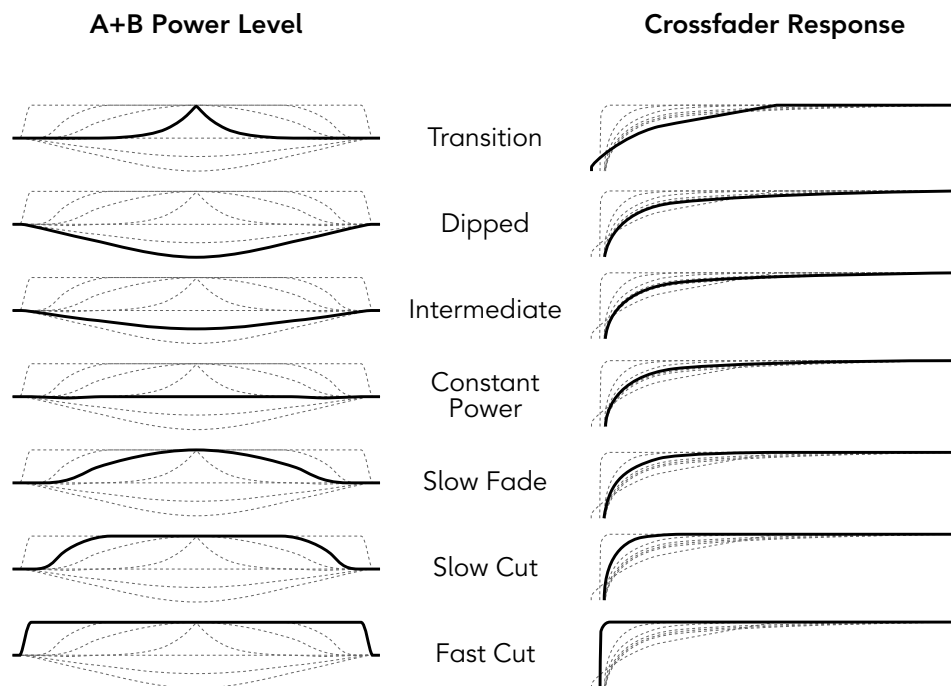 A+B Power Level
Crossfader Response
Transition
Dipped
Intermediate
Constant
Power
Slow Fade
Slow Cut
Fast Cut